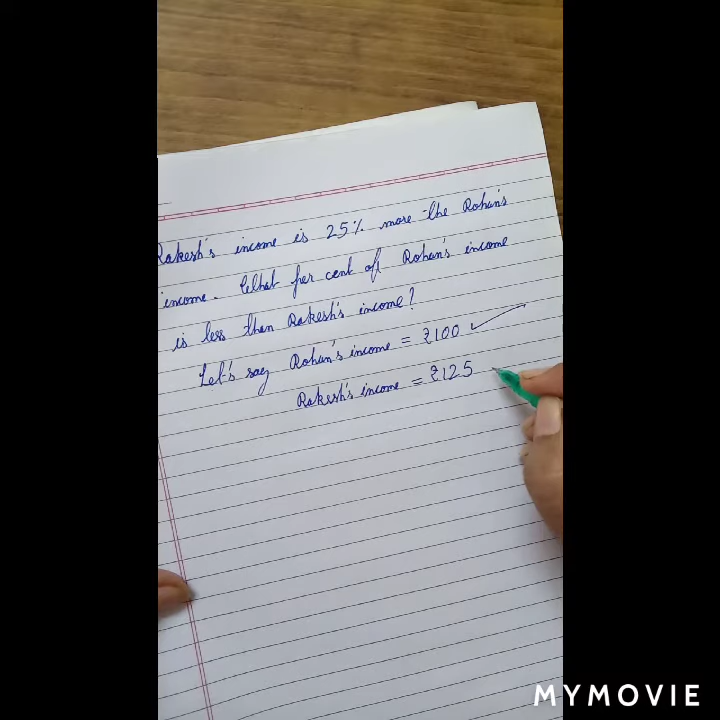 Rakesh's income is 25% more the Rohan's
income. What per cent of Rohan's income
is less than Rakesh's income?
Let's say Rohan's income = ₹100
Rakesh's income = ₹125
MYMOVIE